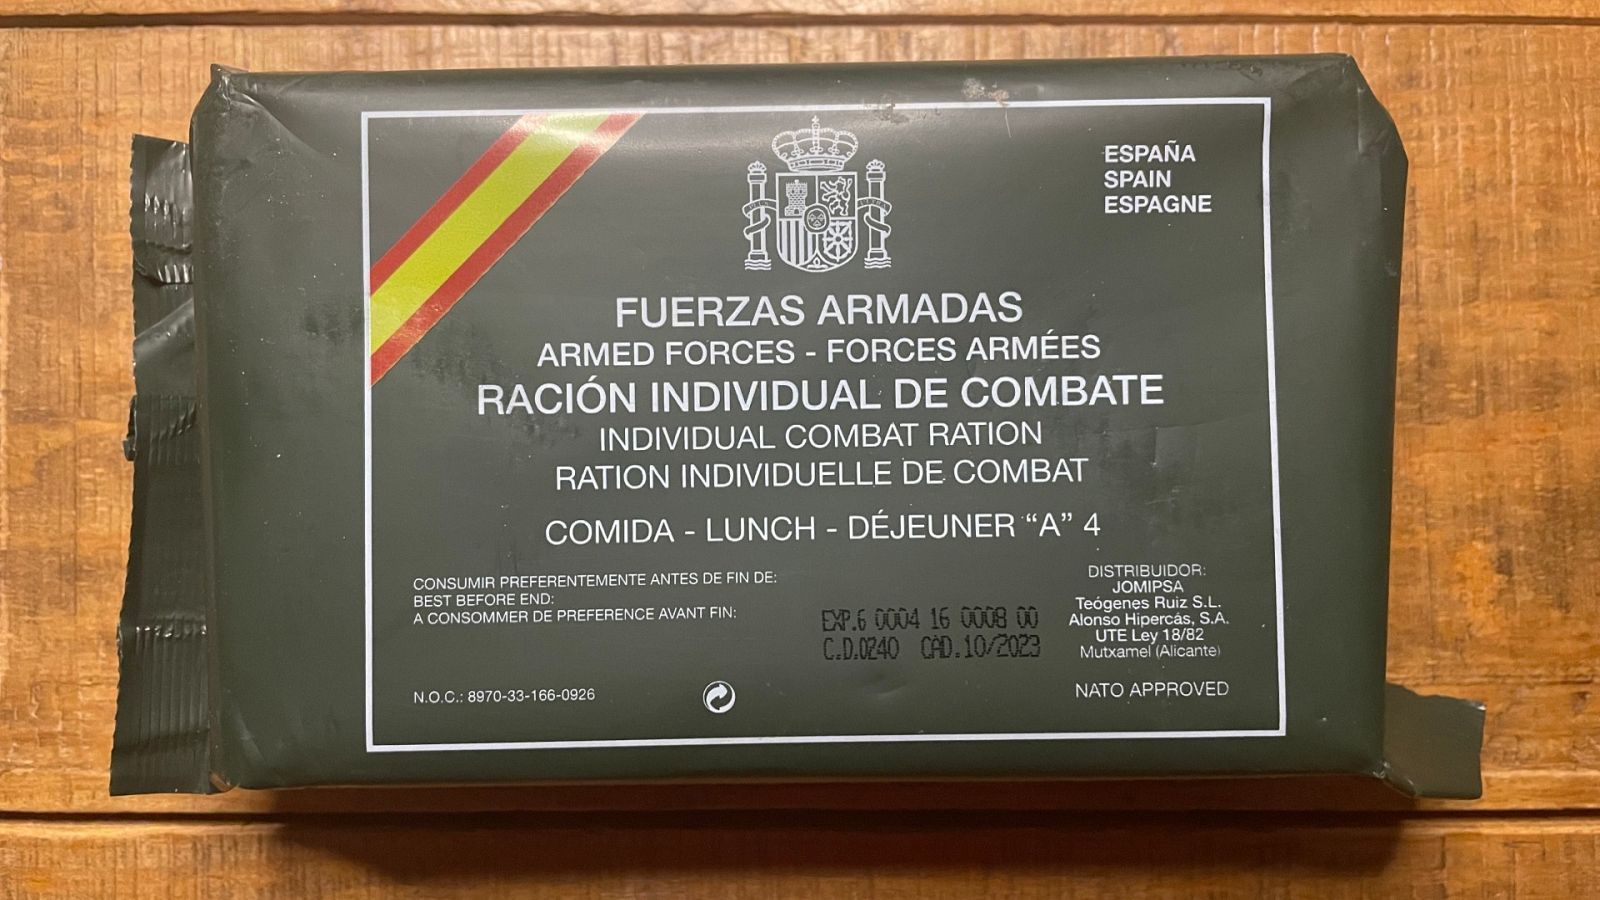 ESPAÑA
SPAIN
ESPAGNE
FUERZAS ARMADAS
ARMED FORCES - FORCES ARMÉES
RACIÓN INDIVIDUAL DE COMBATE
INDIVIDUAL COMBAT RATION
RATION INDIVIDUELLE DE COMBAT
COMIDA - LUNCH - DÉJEUNER “A” 4
CONSUMIR PREFERENTEMENTE ANTES DE FIN DE:
BEST BEFORE END:
A CONSOMMER DE PREFERENCE AVANT FIN:
EXP.6 0004 16 0008 00
C.D.0240 CAD.10/2023
DISTRIBUIDOR:
JOMIPSA
Teógenes Ruiz S.L.
Alonso Hipercás, S.A.
UTE Ley 18/82
Mutxamel (Alicante)
N.O.C.: 8970-33-166-0926
NATO APPROVED